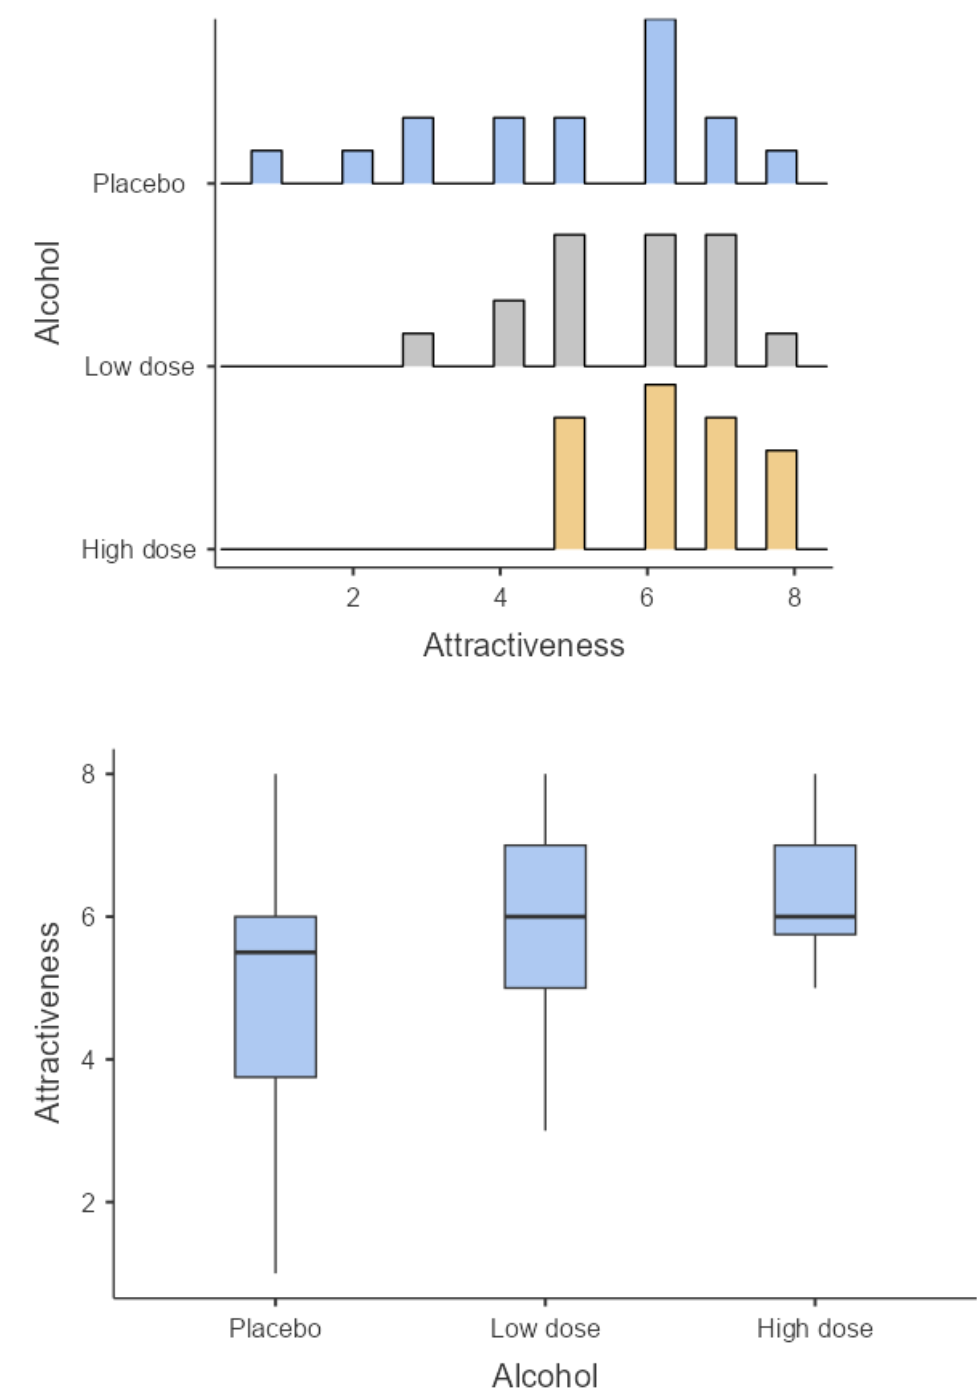 Placebo
Alcohol
Low dose
High dose
2 4 6 8
Attractiveness
8
6
Attractiveness
4
2
Placebo Low dose High dose
Alcohol